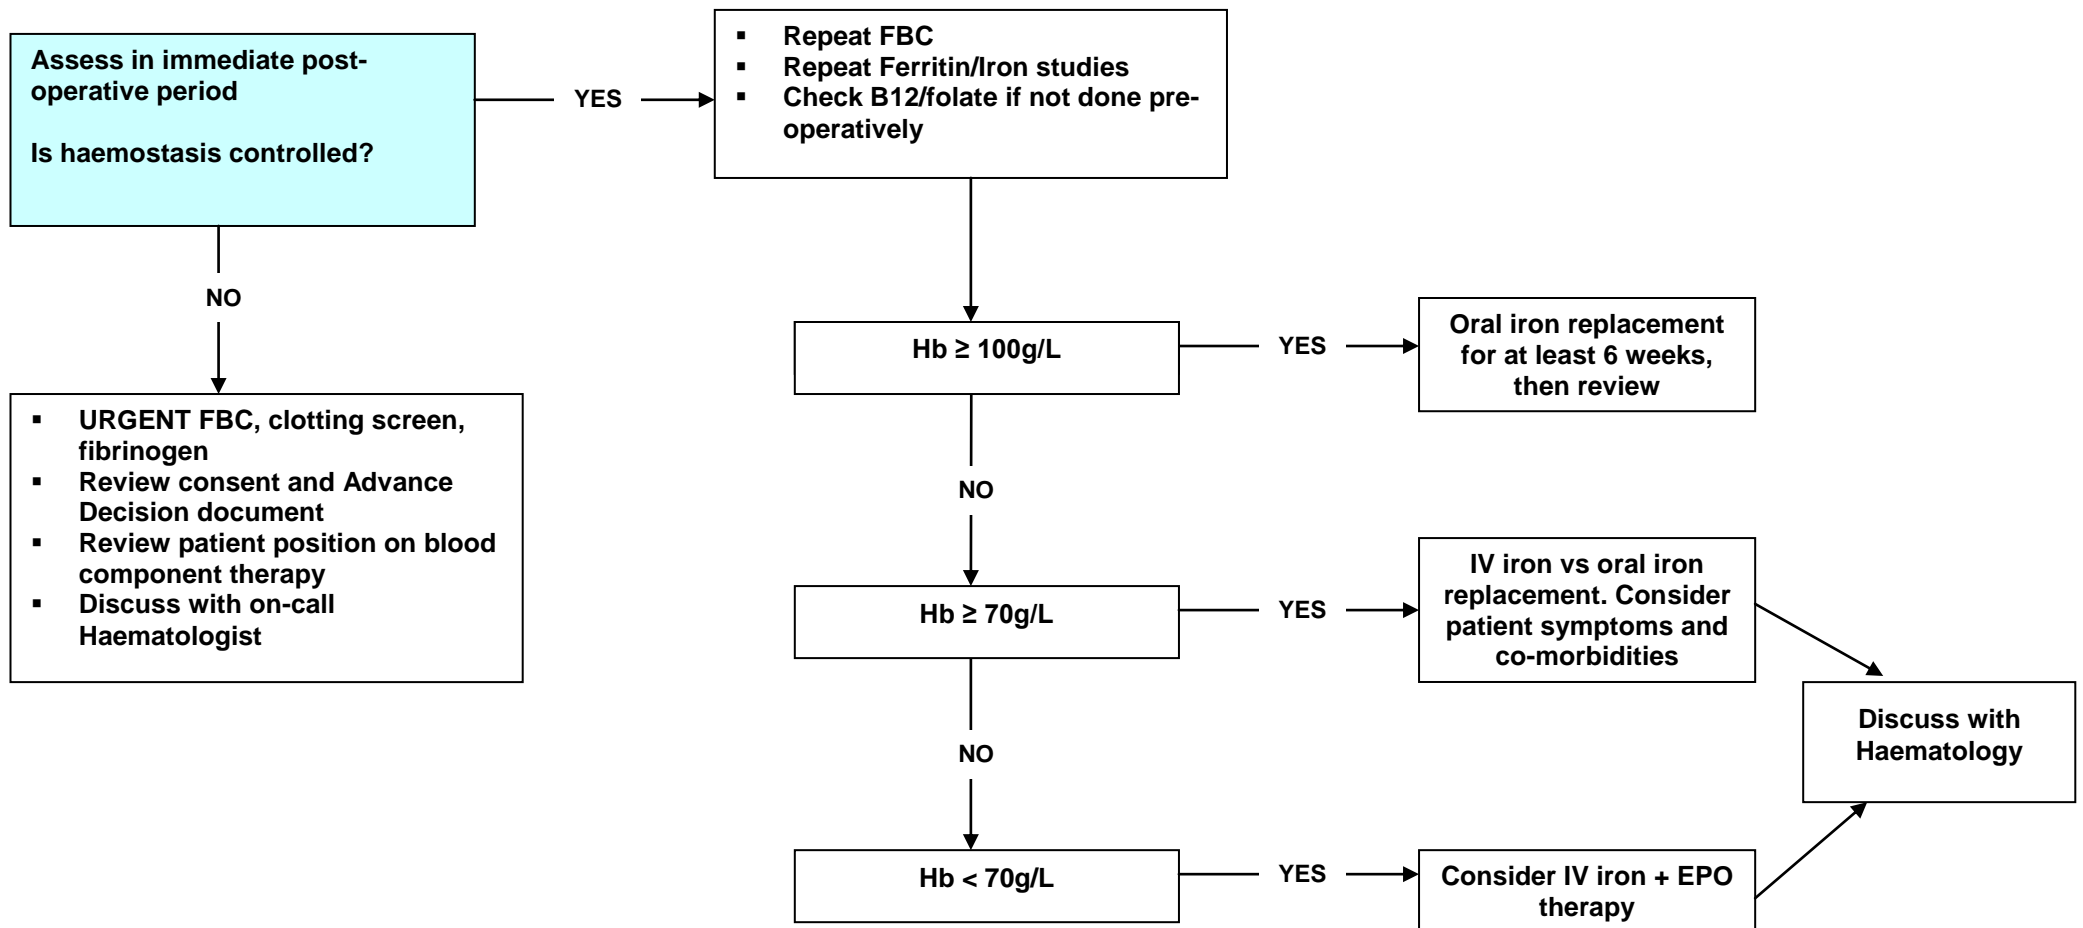 Assess in immediate post-
operative period
Is haemostasis controlled?
YES
▪ Repeat FBC
▪ Repeat Ferritin/Iron studies
▪ Check B12/folate if not done pre-
operatively
NO
▪ URGENT FBC, clotting screen,
fibrinogen
▪ Review consent and Advance
Decision document
▪ Review patient position on blood
component therapy
▪ Discuss with on-call
Haematologist
Hb ≥ 100g/L
YES
Oral iron replacement
for at least 6 weeks,
then review
NO
Hb ≥ 70g/L
YES
IV iron vs oral iron
replacement. Consider
patient symptoms and
co-morbidities
Discuss with
Haematology
NO
Hb < 70g/L
YES
Consider IV iron + EPO
therapy